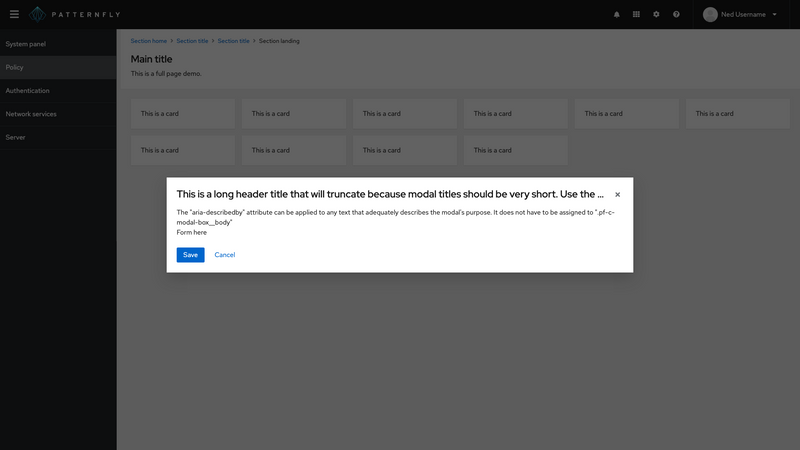 PATTERNFLY
Ned Username
System panel
Policy
Authentication
Network services
Server
Section home > Section title > Section title > Section landing
Main title
This is a full page demo.
This is a card This is a card This is a card This is a card This is a card This is a card
This is a card This is a card This is a card This is a card
This is a long header title that will truncate because modal titles should be very short. Use the ...
The "aria-describedby" attribute can be applied to any text that adequately describes the modal's purpose. It does not have to be assigned to ".pf-c-
modal-box__body"
Form here
Save Cancel